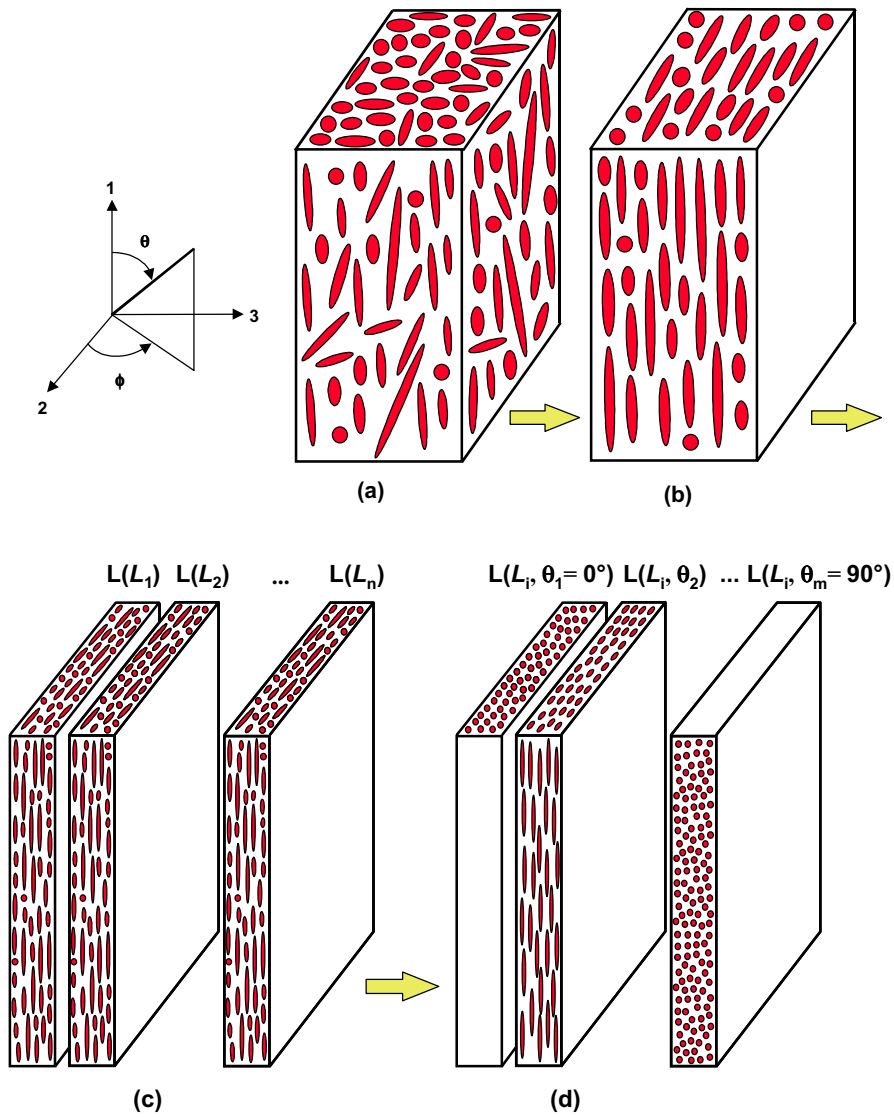 1
θ
3
2
ϕ
(a)
(b)
L(L₁) L(L₂) ... L(Lₙ)
L(Lᵢ, θ₁= 0°) L(Lᵢ, θ₂) ... L(Lᵢ, θₘ= 90°)
(c)
(d)